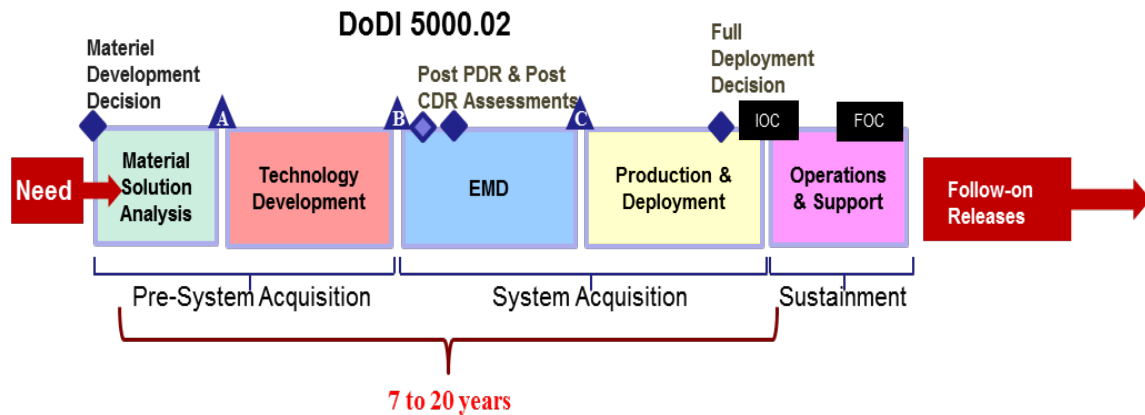 DoDI 5000.02
Materiel
Development
Decision
Post PDR & Post
CDR Assessments
Full
Deployment
Decision
A
B
C
IOC
FOC
Need
Material
Solution
Analysis
Technology
Development
EMD
Production &
Deployment
Operations
& Support
Follow-on
Releases
Pre-System Acquisition
System Acquisition
Sustainment
7 to 20 years